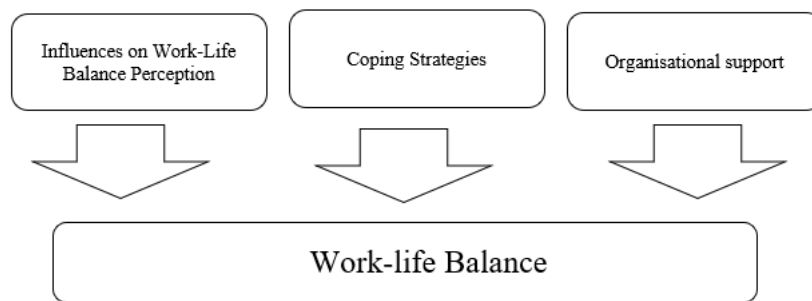 Influences on Work-Life
Balance Perception
Coping Strategies
Organisational support
Work-life Balance